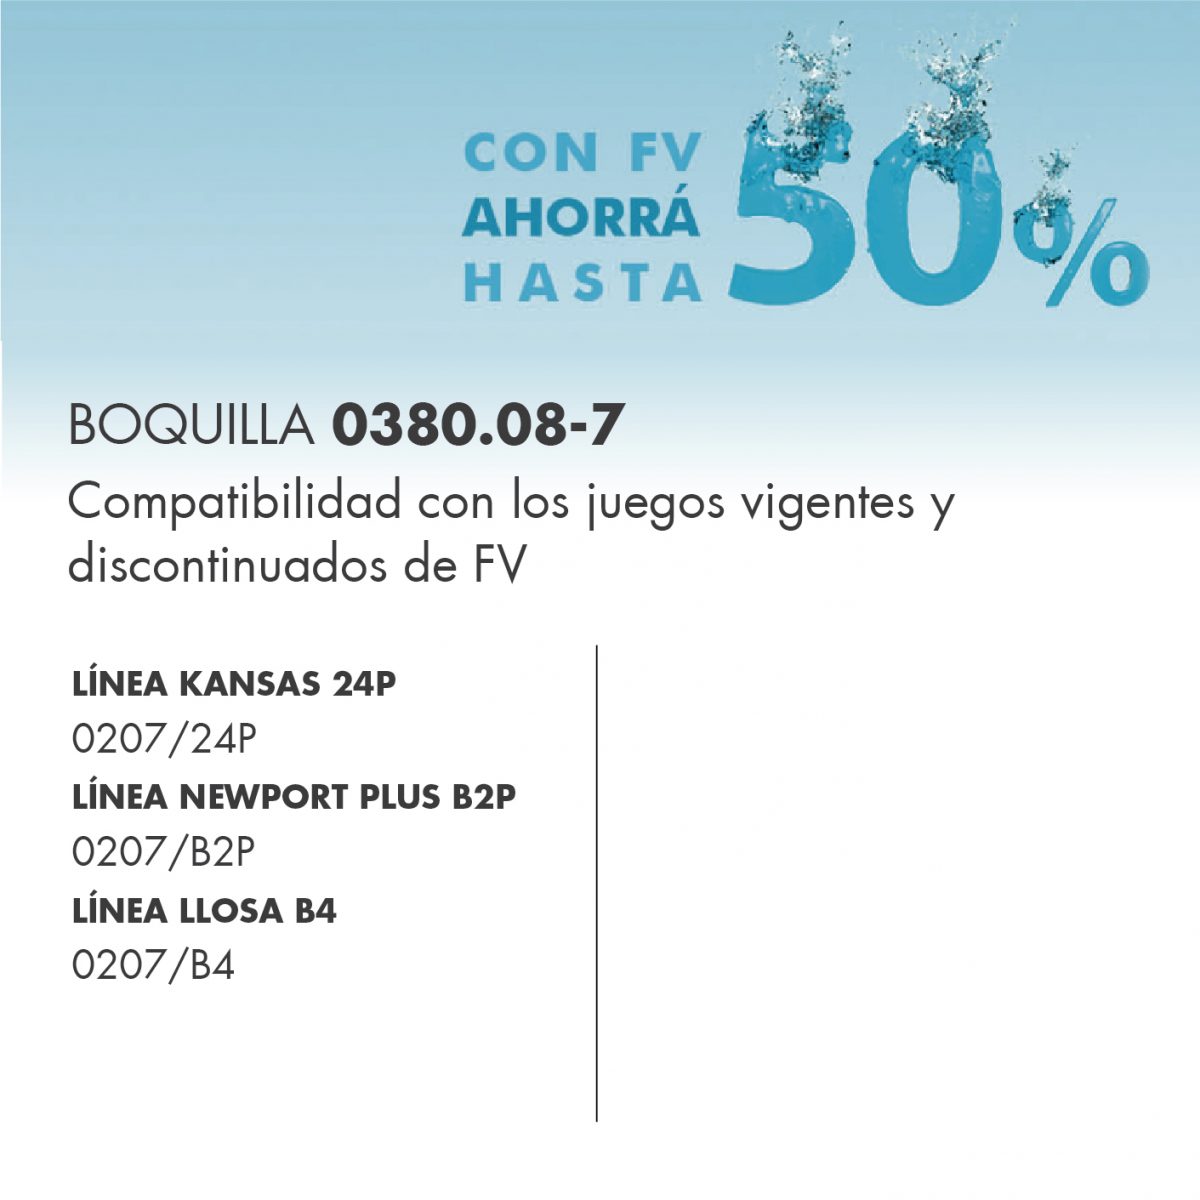 CON FV
AHORRÁ
HASTA
50%
BOQUILLA 0380.08-7
Compatibilidad con los juegos vigentes y
discontinuados de FV
LÍNEA KANSAS 24P
0207/24P
LÍNEA NEWPORT PLUS B2P
0207/B2P
LÍNEA LLOSA B4
0207/B4